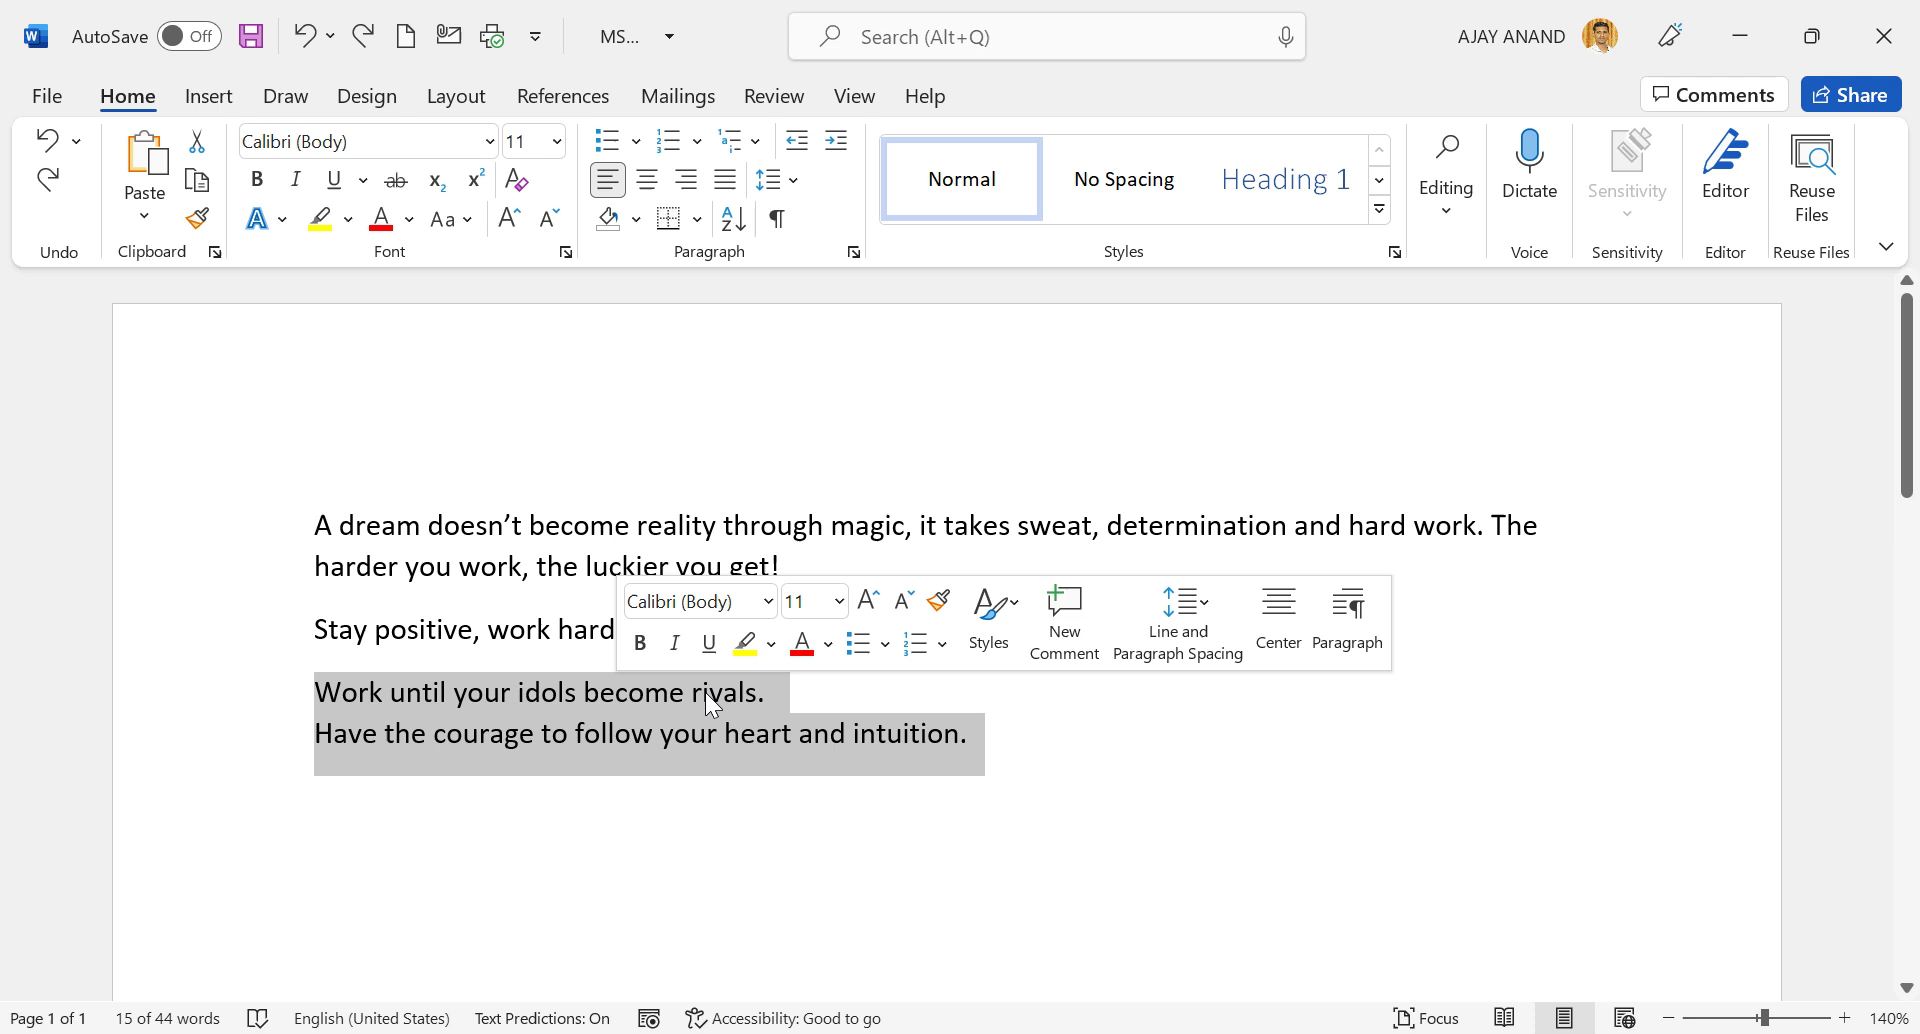 AutoSave Off MS... Search (Alt+Q) AJAY ANAND
File Home Insert Draw Design Layout References Mailings Review View Help Comments Share
Calibri (Body) 11
Paste
Normal No Spacing Heading 1
Editing Dictate Sensitivity Editor Reuse Files
Undo Clipboard Font Paragraph Styles Voice Sensitivity Editor Reuse Files
A dream doesn’t become reality through magic, it takes sweat, determination and hard work. The
harder you work, the luckier you get!
Calibri (Body) 11
Stay positive, work hard
Styles New Comment Line and Paragraph Spacing Center Paragraph
Work until your idols become rivals.
Have the courage to follow your heart and intuition.
Page 1 of 1 15 of 44 words English (United States) Text Predictions: On Accessibility: Good to go Focus 140%